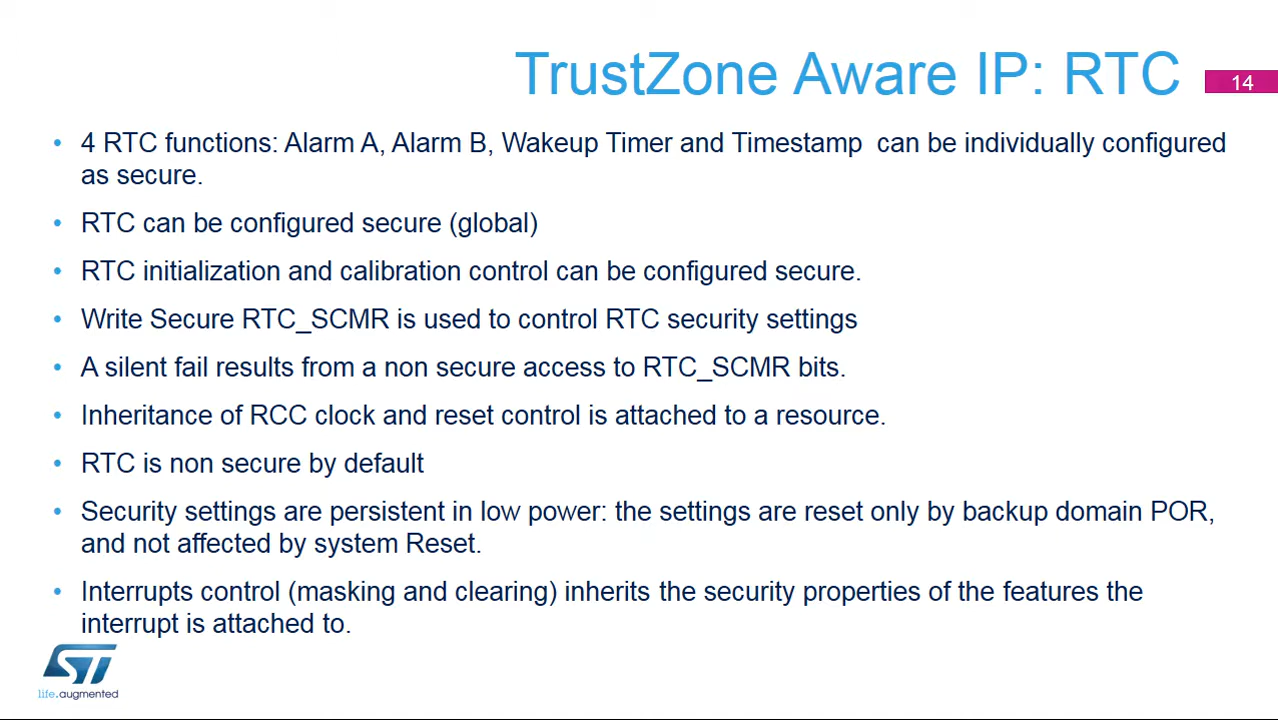 TrustZone Aware IP: RTC
14
• 4 RTC functions: Alarm A, Alarm B, Wakeup Timer and Timestamp can be individually configured
as secure.
• RTC can be configured secure (global)
• RTC initialization and calibration control can be configured secure.
• Write Secure RTC_SCMR is used to control RTC security settings
• A silent fail results from a non secure access to RTC_SCMR bits.
• Inheritance of RCC clock and reset control is attached to a resource.
• RTC is non secure by default
• Security settings are persistent in low power: the settings are reset only by backup domain POR,
and not affected by system Reset.
• Interrupts control (masking and clearing) inherits the security properties of the features the
interrupt is attached to.
ST
life.augmented